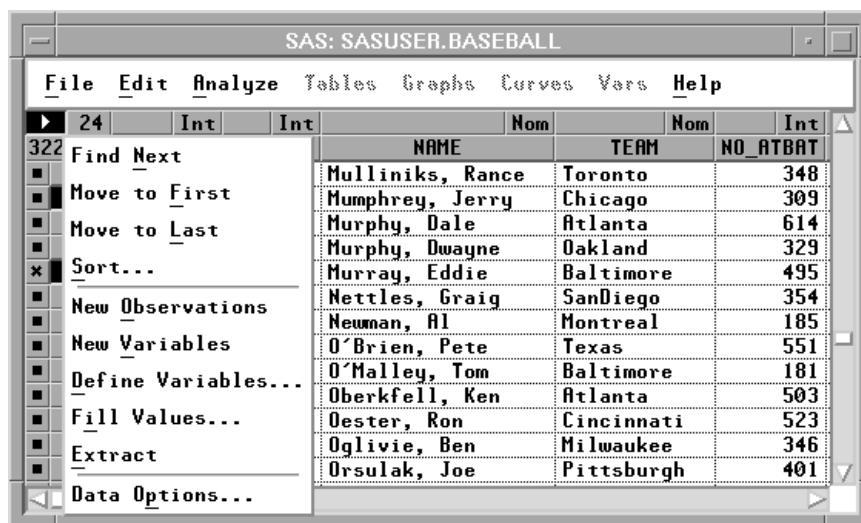 SAS: SASUSER.BASEBALL
File Edit Analyze Tables Graphs Curves Vars Help
24 Int Int Nom Nom Int
322 NAME TEAM NO_ATBAT
Find Next
Move to First
Move to Last
Sort...
New Observations
New Variables
Define Variables...
Fill Values...
Extract
Data Options...
Mulliniks, Rance Toronto 348
Mumphrey, Jerry Chicago 309
Murphy, Dale Atlanta 614
Murphy, Dwayne Oakland 329
Murray, Eddie Baltimore 495
Nettles, Graig SanDiego 354
Newman, Al Montreal 185
O'Brien, Pete Texas 551
O'Malley, Tom Baltimore 181
Oberkfell, Ken Atlanta 503
Oester, Ron Cincinnati 523
Oglivie, Ben Milwaukee 346
Orsulak, Joe Pittsburgh 401